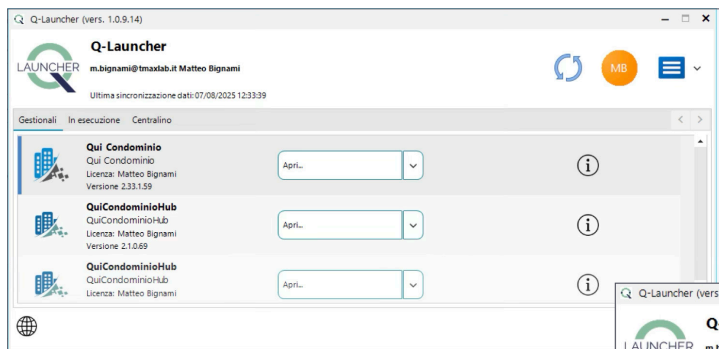 Q-Launcher (vers. 1.0.9.14)
Q-Launcher
LAUNCHER
m.bignami@tmaxlab.it Matteo Bignami
MB
Ultima sincronizzazione dati: 07/08/2025 12:33:39
Gestionali In esecuzione Centralino
Qui Condominio
Qui Condominio
Licenza: Matteo Bignami
Versione 2.33.1.59
Apri...
QuiCondominioHub
QuiCondominioHub
Licenza: Matteo Bignami
Versione 2.1.0.69
Apri...
QuiCondominioHub
QuiCondominioHub
Licenza: Matteo Bignami
Apri...
Q-Launcher (vers
Q
LAUNCHER